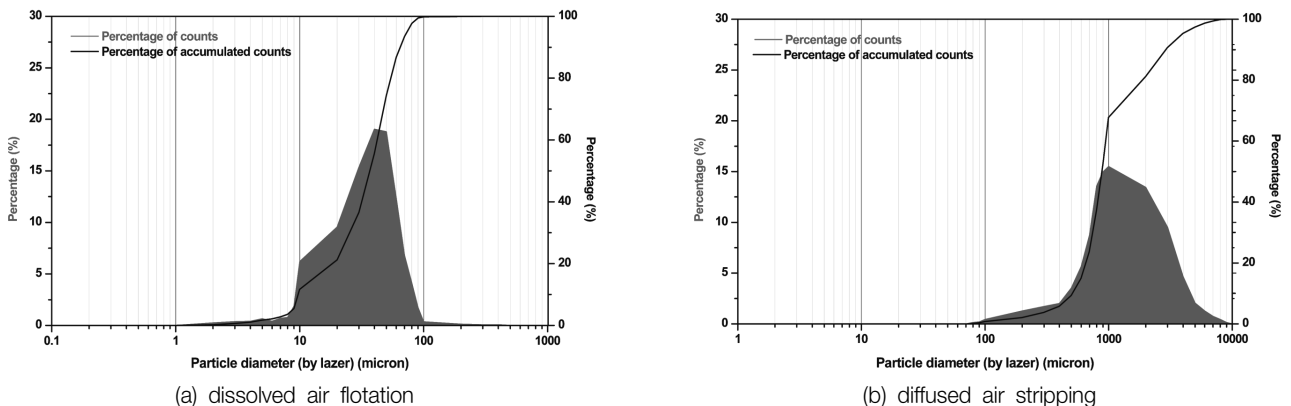 30
25
20
15
10
5
0
Percentage (%)
Percentage of counts
Percentage of accumulated counts
100
80
60
40
20
0
Percentage (%)
0.1 1 10 100 1000
Particle diameter (by lazer) (micron)
(a) dissolved air flotation
30
25
20
15
10
5
0
Percentage (%)
Percentage of counts
Percentage of accumulated counts
100
80
60
40
20
0
Percentage (%)
1 10 100 1000 10000
Particle diameter (by lazer) (micron)
(b) diffused air stripping